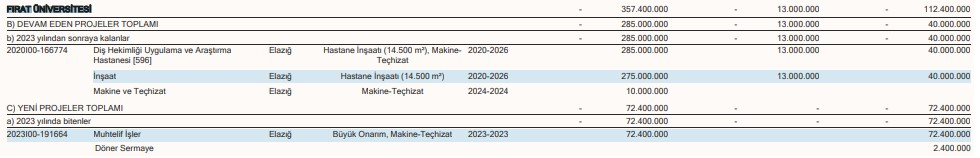 FIRAT ÜNİVERSİTESİ - 357.400.000 - 13.000.000 - 112.400.000
B) DEVAM EDEN PROJELER TOPLAMI - 285.000.000 - 13.000.000 - 40.000.000
b) 2023 yılından sonraya kalanlar - 285.000.000 - 13.000.000 - 40.000.000
2020I00-166774 Diş Hekimliği Uygulama ve Araştırma Elazığ Hastane İnşaatı (14.500 m²), Makine- 2020-2026 285.000.000 13.000.000 40.000.000
Hastanesi [596] Teçhizat
İnşaat Elazığ Hastane İnşaatı (14.500 m²) 2020-2026 275.000.000 13.000.000 40.000.000
Makine ve Teçhizat Elazığ Makine-Teçhizat 2024-2024 10.000.000
C) YENİ PROJELER TOPLAMI - 72.400.000 - - - 72.400.000
a) 2023 yılında bitenler - 72.400.000 - - - 72.400.000
2023I00-191664 Muhtelif İşler Elazığ Büyük Onarım, Makine-Teçhizat 2023-2023 72.400.000 72.400.000
Döner Sermaye 2.400.000